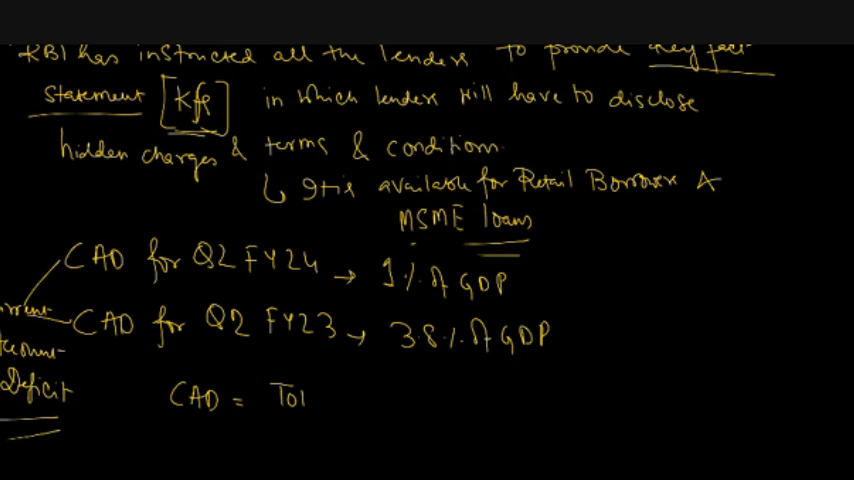 RBI has instructed all the lenders to provide key fact
Statement [KfS] in which lenders will have to disclose
hidden charges & terms & condition.
↳ It is available for Retail Borrower &
MSME loans
CAD for Q2 FY24 → 1% of GDP
CAD for Q2 FY23 → 3.8% of GDP
Current
Account
Deficit
CAD = Tot